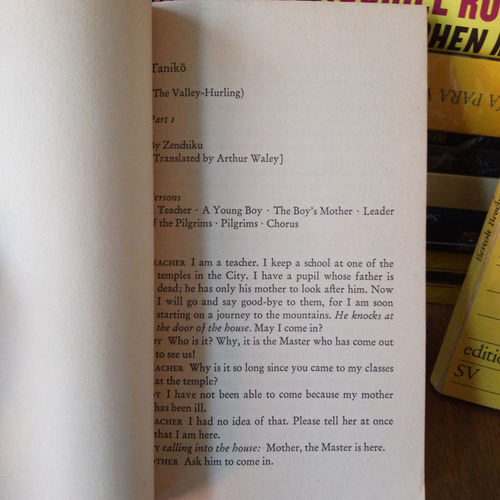 Tanikō
(The Valley-Hurling)
Part 1
By Zenchiku
[Translated by Arthur Waley]
Persons
A Teacher · A Young Boy · The Boy's Mother · Leader
of the Pilgrims · Pilgrims · Chorus
TEACHER I am a teacher. I keep a school at one of the
temples in the City. I have a pupil whose father is
dead; he has only his mother to look after him. Now
I will go and say good-bye to them, for I am soon
starting on a journey to the mountains. He knocks at
the door of the house. May I come in?
BOY Who is it? Why, it is the Master who has come out
to see us!
TEACHER Why is it so long since you came to my classes
at the temple?
BOY I have not been able to come because my mother
has been ill.
TEACHER I had no idea of that. Please tell her at once
that I am here.
BOY calling into the house: Mother, the Master is here.
MOTHER Ask him to come in.
PHEN
A PARA
Bertolt Brecht
edition
SV